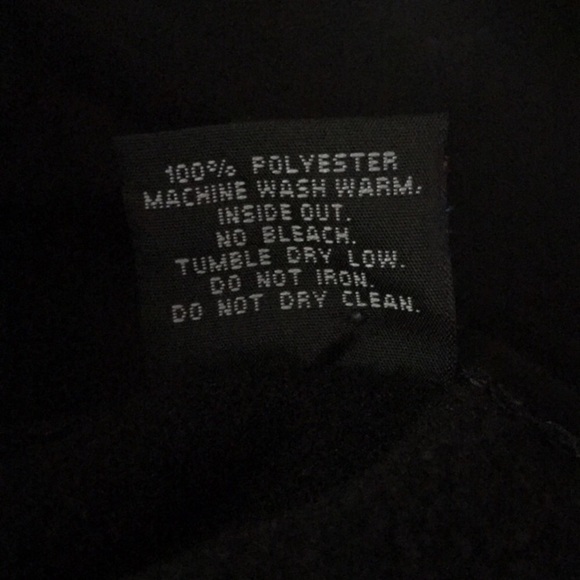 100% POLYESTER
MACHINE WASH WARM.
INSIDE OUT.
NO BLEACH.
TUMBLE DRY LOW.
DO NOT IRON.
DO NOT DRY CLEAN.